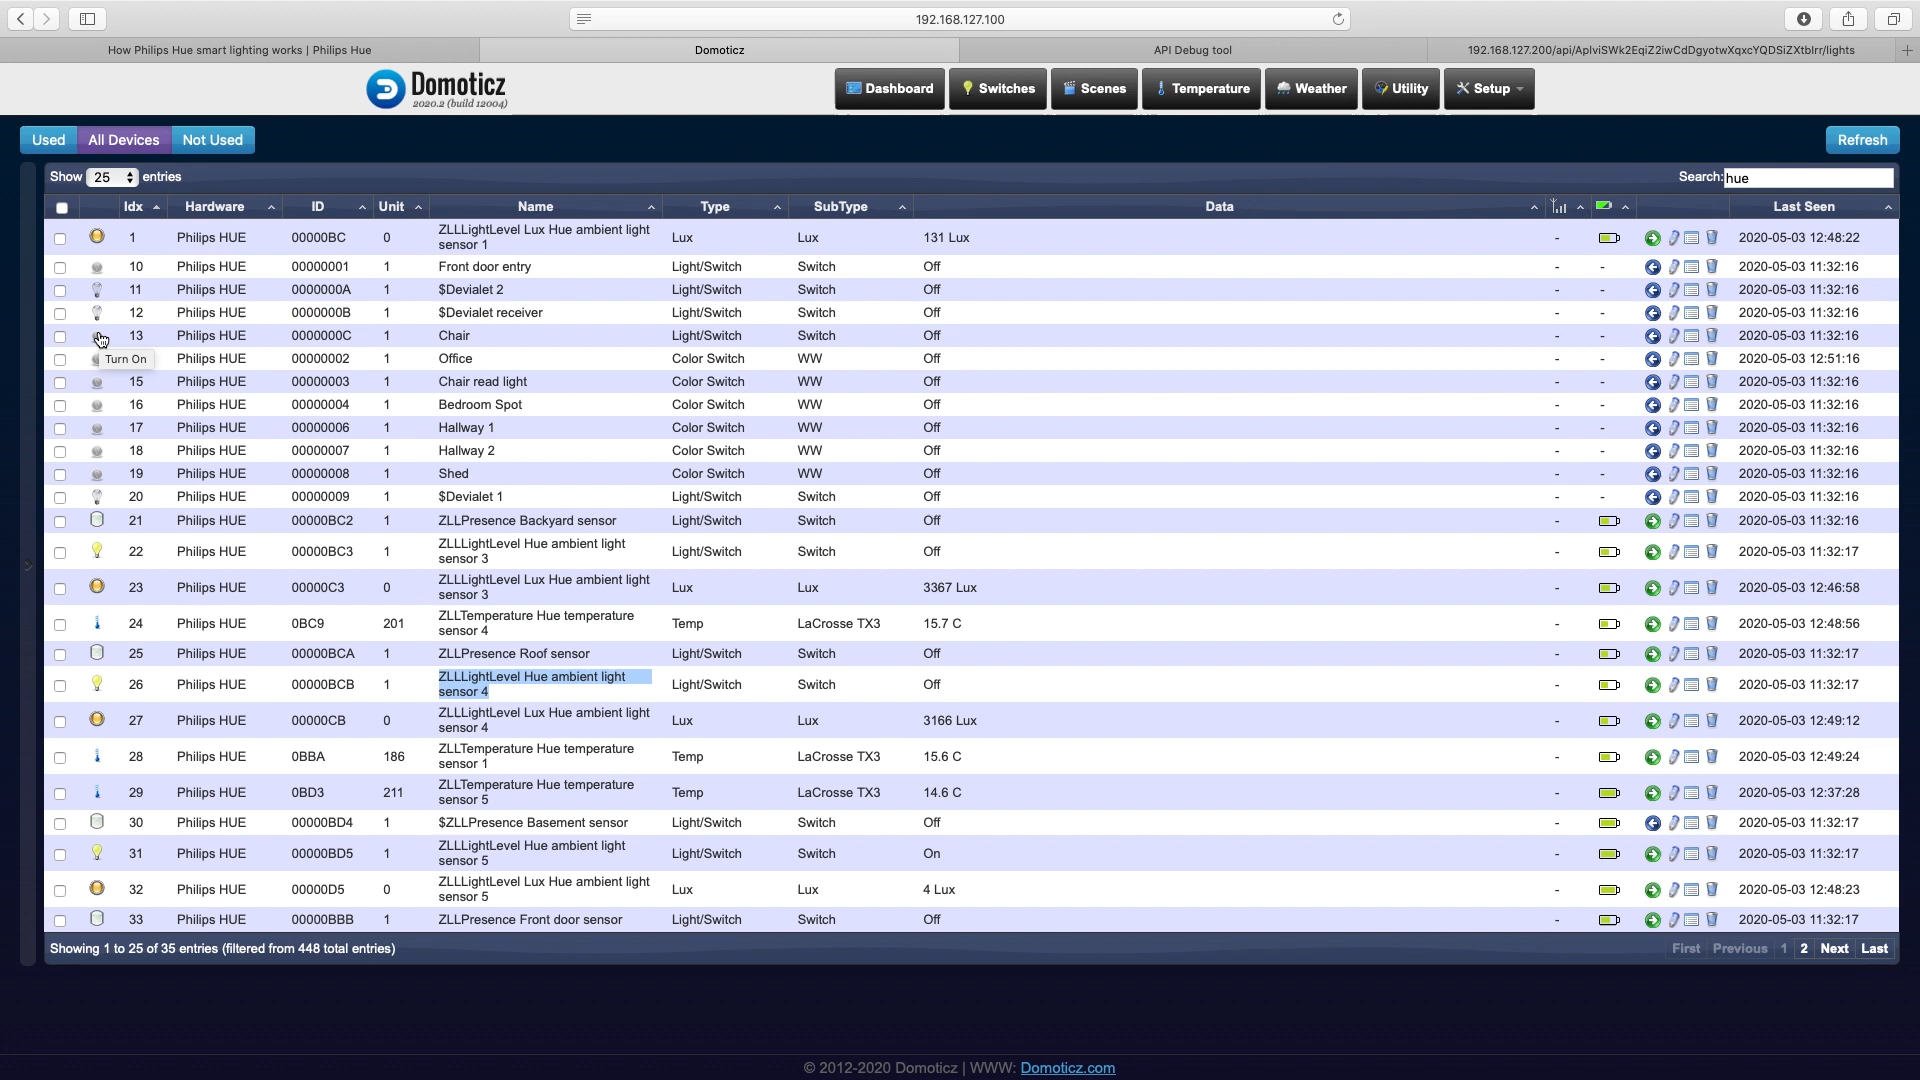 192.168.127.100
How Philips Hue smart lighting works | Philips Hue
Domoticz
API Debug tool
192.168.127.200/api/AplviSWk2EqiZ2iwCdDgyotwXqxcYQDSiZXtblrr/lights
Domoticz
2020.2 (build 12004)
Dashboard Switches Scenes Temperature Weather Utility Setup
Used All Devices Not Used Refresh
Show 25 entries Search: hue
Idx Hardware ID Unit Name Type SubType Data Last Seen
1 Philips HUE 00000BC 0 ZLLLightLevel Lux Hue ambient light Lux Lux 131 Lux - 2020-05-03 12:48:22
sensor 1
10 Philips HUE 00000001 1 Front door entry Light/Switch Switch Off - - 2020-05-03 11:32:16
11 Philips HUE 0000000A 1 $Devialet 2 Light/Switch Switch Off - - 2020-05-03 11:32:16
12 Philips HUE 0000000B 1 $Devialet receiver Light/Switch Switch Off - - 2020-05-03 11:32:16
13 Philips HUE 0000000C 1 Chair Light/Switch Switch Off - - 2020-05-03 11:32:16
Turn On Philips HUE 00000002 1 Office Color Switch WW Off - - 2020-05-03 12:51:16
15 Philips HUE 00000003 1 Chair read light Color Switch WW Off - - 2020-05-03 11:32:16
16 Philips HUE 00000004 1 Bedroom Spot Color Switch WW Off - - 2020-05-03 11:32:16
17 Philips HUE 00000006 1 Hallway 1 Color Switch WW Off - - 2020-05-03 11:32:16
18 Philips HUE 00000007 1 Hallway 2 Color Switch WW Off - - 2020-05-03 11:32:16
19 Philips HUE 00000008 1 Shed Color Switch WW Off - - 2020-05-03 11:32:16
20 Philips HUE 00000009 1 $Devialet 1 Light/Switch Switch Off - - 2020-05-03 11:32:16
21 Philips HUE 00000BC2 1 ZLLPresence Backyard sensor Light/Switch Switch Off - 2020-05-03 11:32:16
22 Philips HUE 00000BC3 1 ZLLLightLevel Hue ambient light Light/Switch Switch Off - 2020-05-03 11:32:17
sensor 3
23 Philips HUE 00000C3 0 ZLLLightLevel Lux Hue ambient light Lux Lux 3367 Lux - 2020-05-03 12:46:58
sensor 3
24 Philips HUE 0BC9 201 ZLLTemperature Hue temperature Temp LaCrosse TX3 15.7 C - 2020-05-03 12:48:56
sensor 4
25 Philips HUE 00000BCA 1 ZLLPresence Roof sensor Light/Switch Switch Off - 2020-05-03 11:32:17
26 Philips HUE 00000BCB 1 ZLLLightLevel Hue ambient light Light/Switch Switch Off - 2020-05-03 11:32:17
sensor 4
27 Philips HUE 00000CB 0 ZLLLightLevel Lux Hue ambient light Lux Lux 3166 Lux - 2020-05-03 12:49:12
sensor 4
28 Philips HUE 0BBA 186 ZLLTemperature Hue temperature Temp LaCrosse TX3 15.6 C - 2020-05-03 12:49:24
sensor 1
29 Philips HUE 0BD3 211 ZLLTemperature Hue temperature Temp LaCrosse TX3 14.6 C - 2020-05-03 12:37:28
sensor 5
30 Philips HUE 00000BD4 1 $ZLLPresence Basement sensor Light/Switch Switch Off - 2020-05-03 11:32:17
31 Philips HUE 00000BD5 1 ZLLLightLevel Hue ambient light Light/Switch Switch On - 2020-05-03 11:32:17
sensor 5
32 Philips HUE 00000D5 0 ZLLLightLevel Lux Hue ambient light Lux Lux 4 Lux - 2020-05-03 12:48:23
sensor 5
33 Philips HUE 00000BBB 1 ZLLPresence Front door sensor Light/Switch Switch Off - 2020-05-03 11:32:17
Showing 1 to 25 of 35 entries (filtered from 448 total entries) First Previous 1 2 Next Last
© 2012-2020 Domoticz | WWW: Domoticz.com